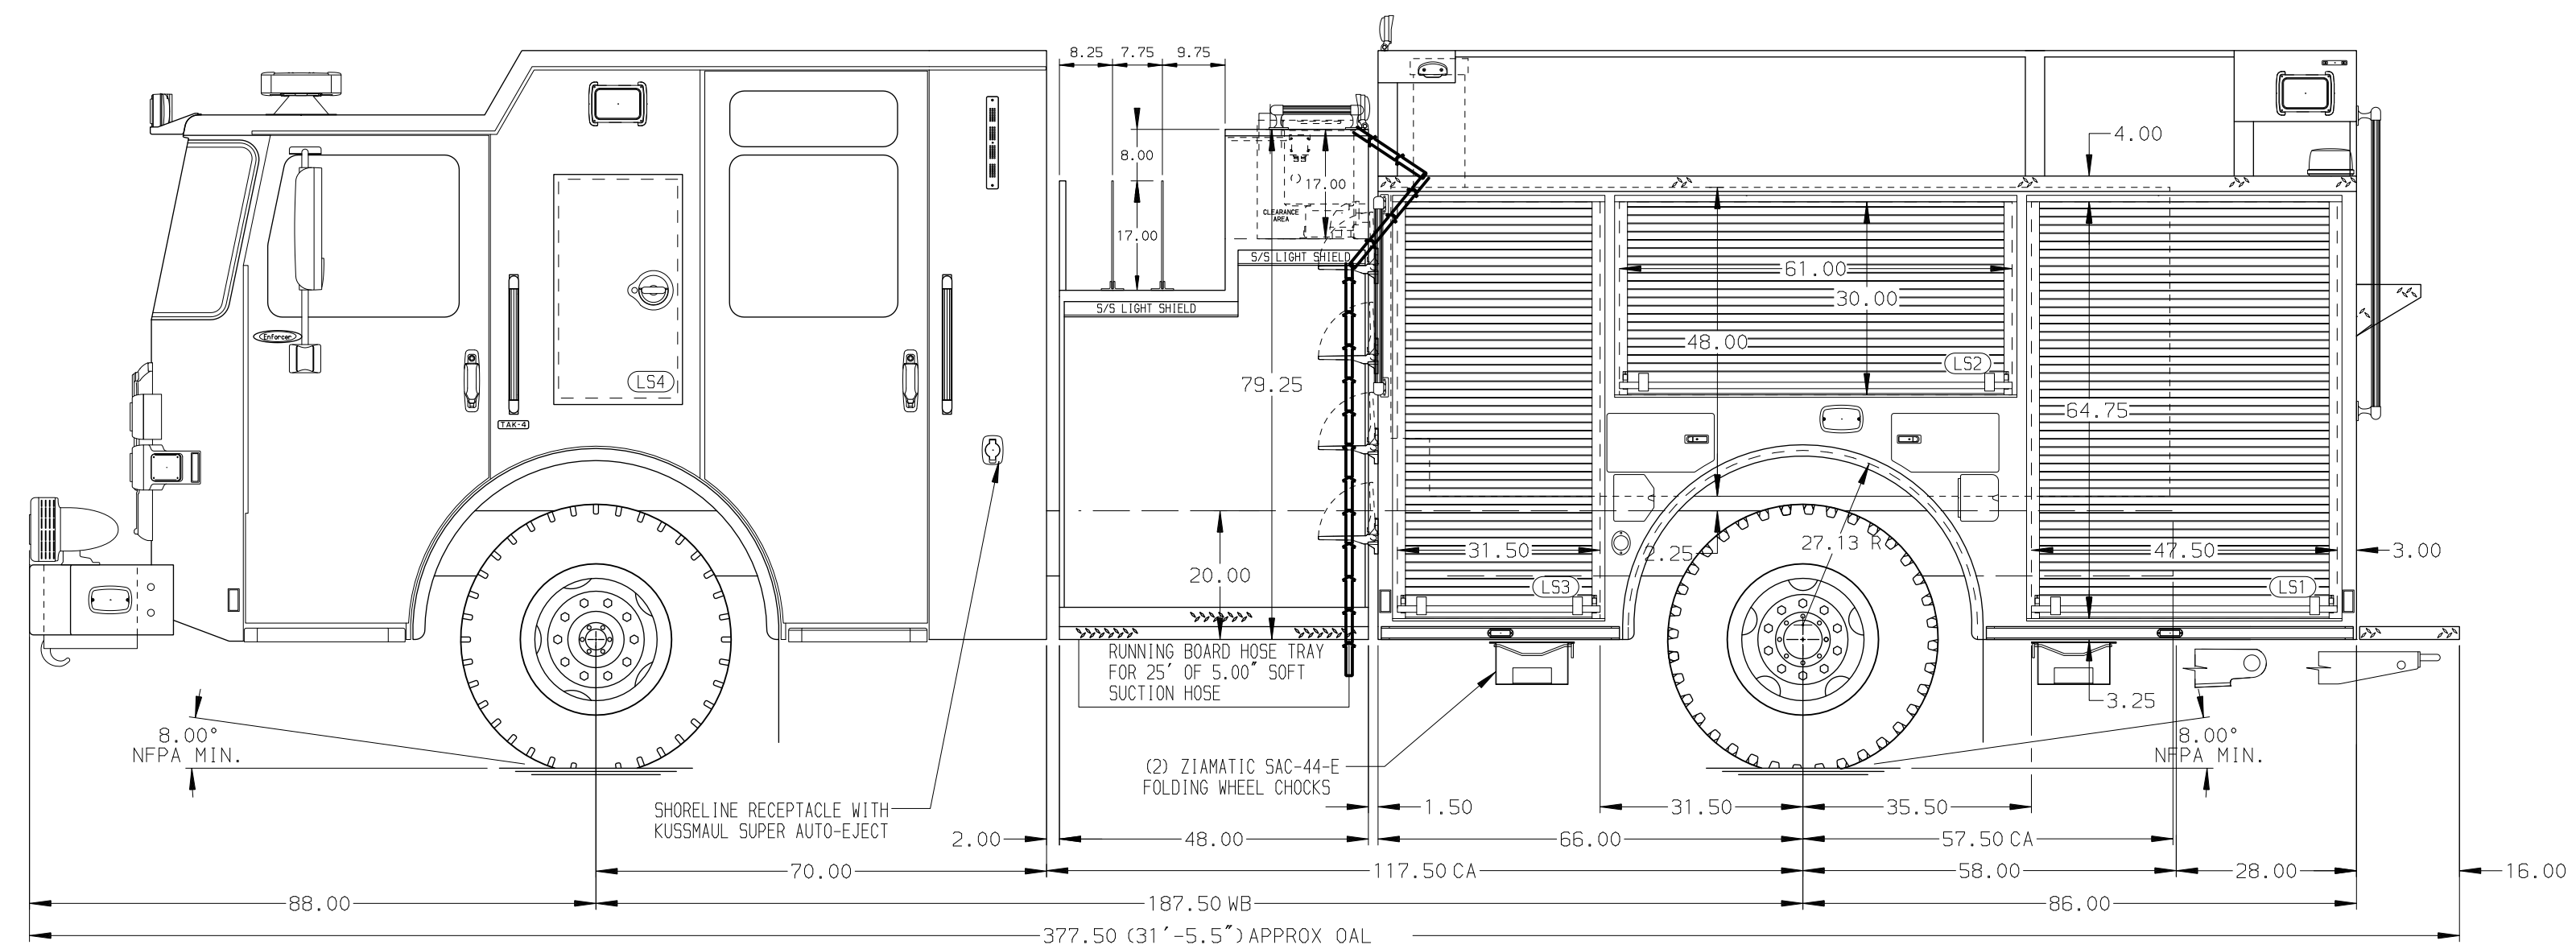 8.25
7.75
9.75
4.00
8.00
17.00
17.00
CLEARANCE
AREA
S/S LIGHT SHIELD
61.00
30.00
S/S LIGHT SHIELD
Enforcer
48.00
LS2
LS4
79.25
64.75
TAK-4
27.13 R
2.25
31.50
47.50
3.00
20.00
LS3
LS1
RUNNING BOARD HOSE TRAY
FOR 25' OF 5.00" SOFT
SUCTION HOSE
3.25
8.00°
NFPA MIN.
8.00°
NFPA MIN.
(2) ZIAMATIC SAC-44-E
FOLDING WHEEL CHOCKS
SHORELINE RECEPTACLE WITH
KUSSMAUL SUPER AUTO-EJECT
1.50
31.50
35.50
2.00
48.00
66.00
57.50 CA
70.00
117.50 CA
58.00
28.00
16.00
88.00
187.50 WB
86.00
377.50 (31'-5.5") APPROX OAL